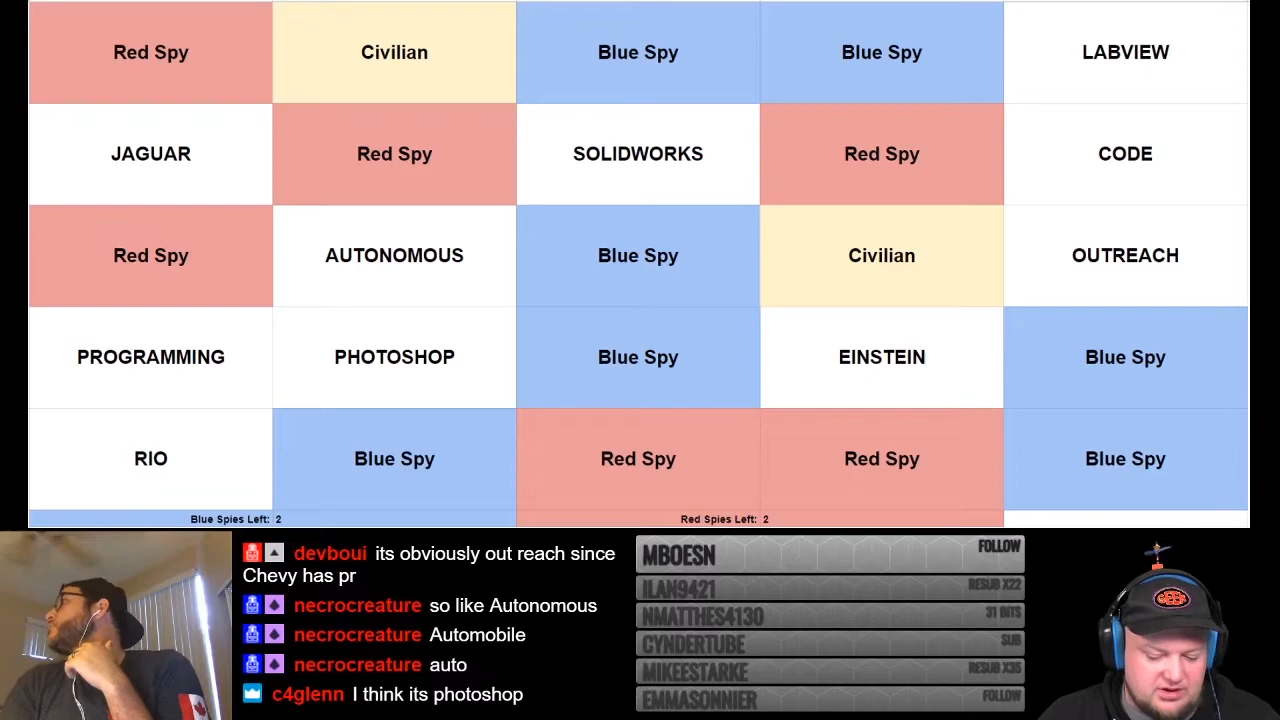 Red Spy
Civilian
Blue Spy
Blue Spy
LABVIEW
JAGUAR
Red Spy
SOLIDWORKS
Red Spy
CODE
Red Spy
AUTONOMOUS
Blue Spy
Civilian
OUTREACH
PROGRAMMING
PHOTOSHOP
Blue Spy
EINSTEIN
Blue Spy
RIO
Blue Spy
Red Spy
Red Spy
Blue Spy
Blue Spies Left: 2
Red Spies Left: 2
devboui its obviously out reach since
Chevy has pr
necrocreature so like Autonomous
necrocreature Automobile
necrocreature auto
c4glenn I think its photoshop
MBOESN FOLLOW
ILAN9421 RESUB X22
NMATTHES4130 31 BITS
CYNDERTUBE SUB
MIKEESTARKE RESUB X35
EMMASONNIER FOLLOW